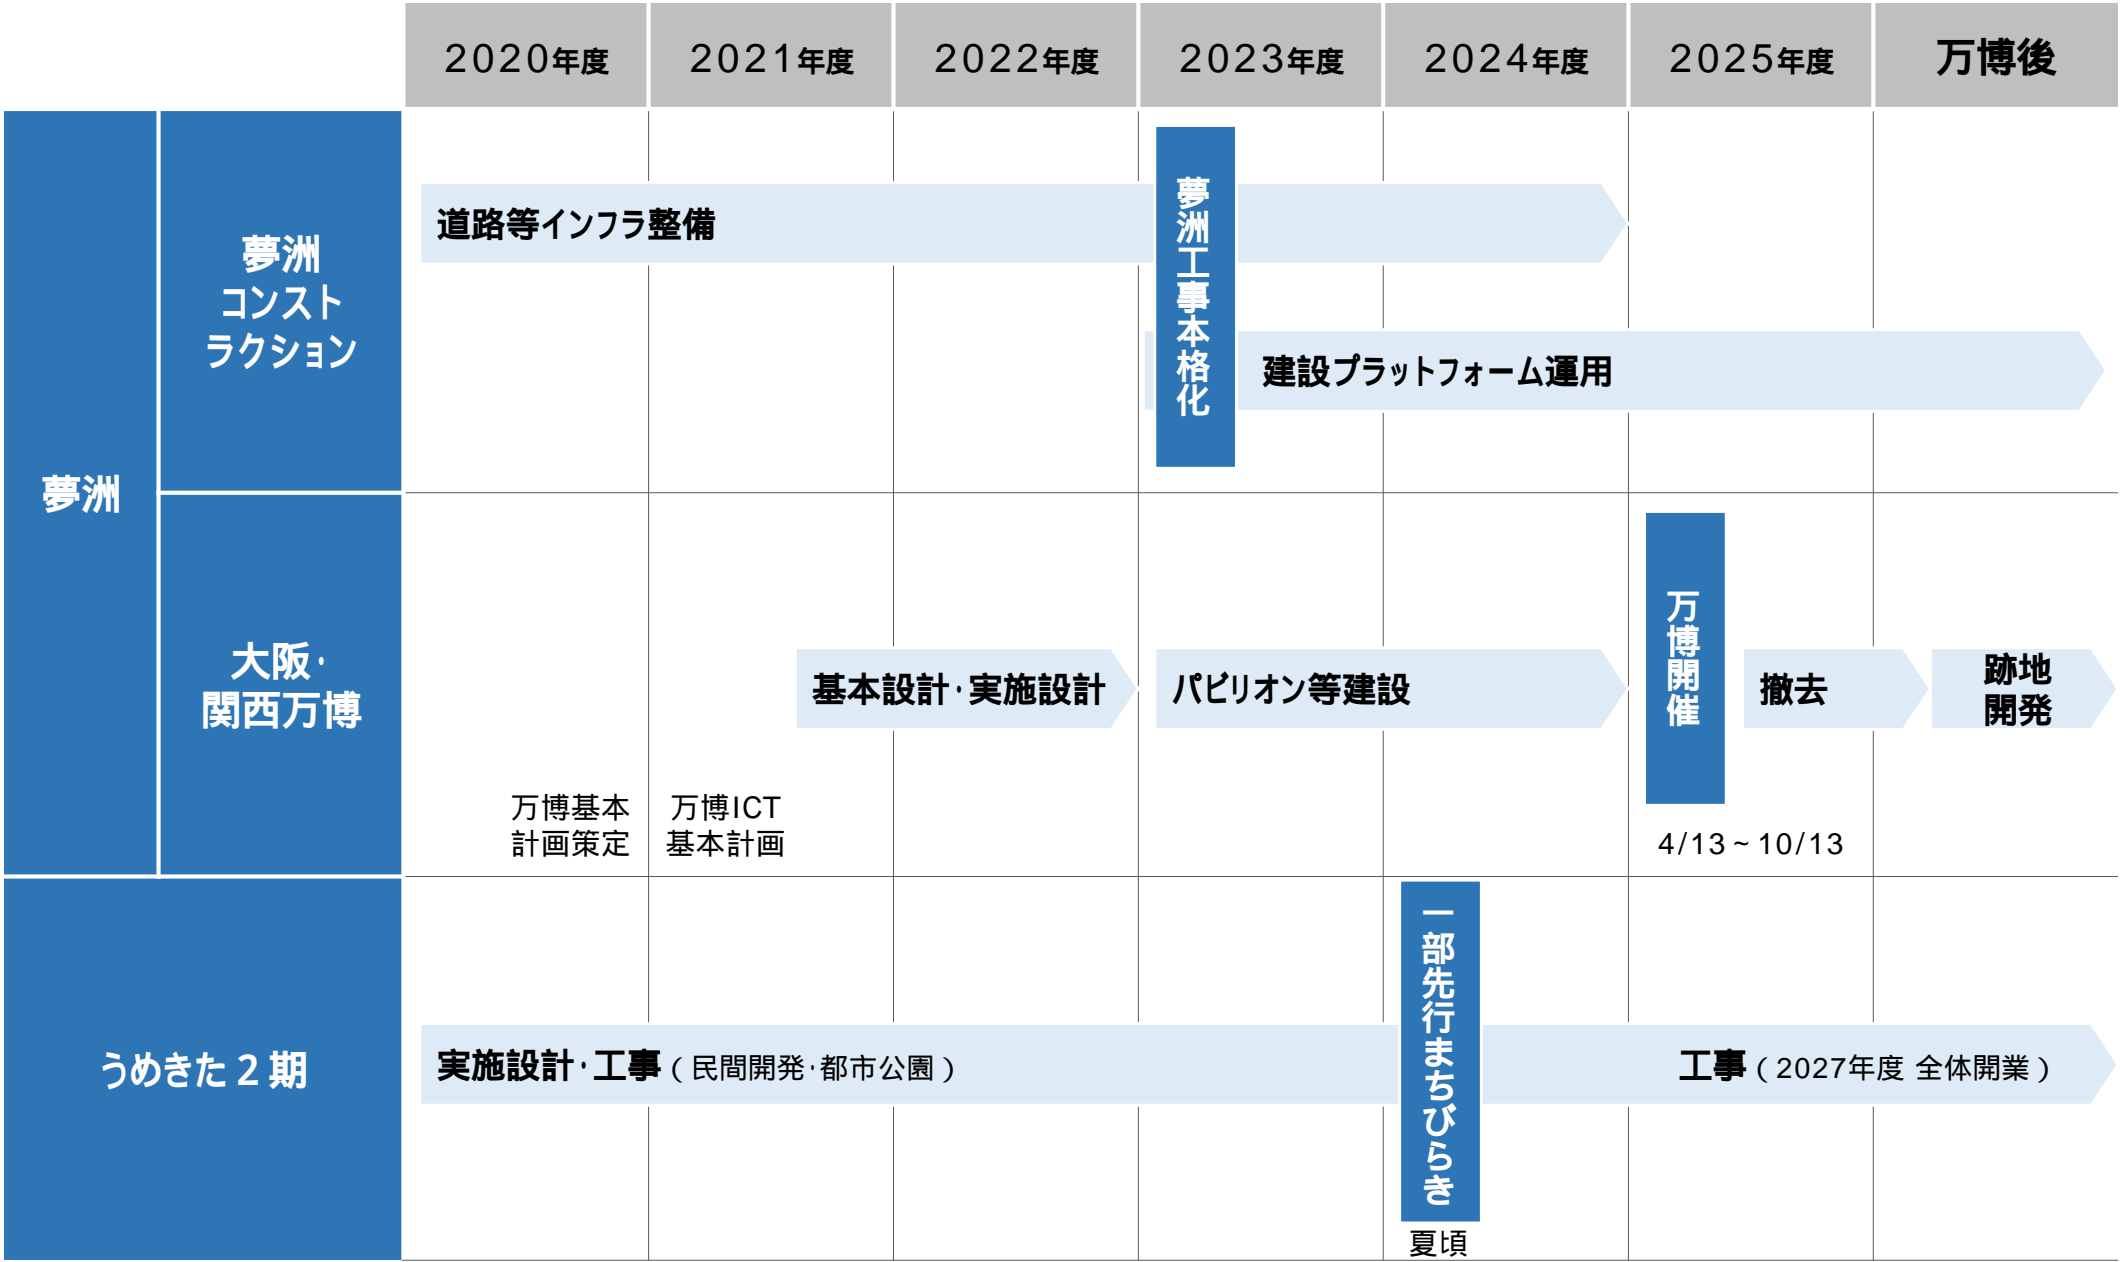 2020年度
2021年度
2022年度
2023年度
2024年度
2025年度
万博後
夢洲
夢洲
コンスト
ラクション
道路等インフラ整備
夢洲工事本格化
建設プラットフォーム運用
大阪・
関西万博
基本設計・実施設計
パビリオン等建設
万博開催
撤去
跡地
開発
万博基本
計画策定
万博ICT
基本計画
4/13~10/13
うめきた2期
実施設計・工事(民間開発・都市公園)
一部先行まちびらき
夏頃
工事(2027年度 全体開業)